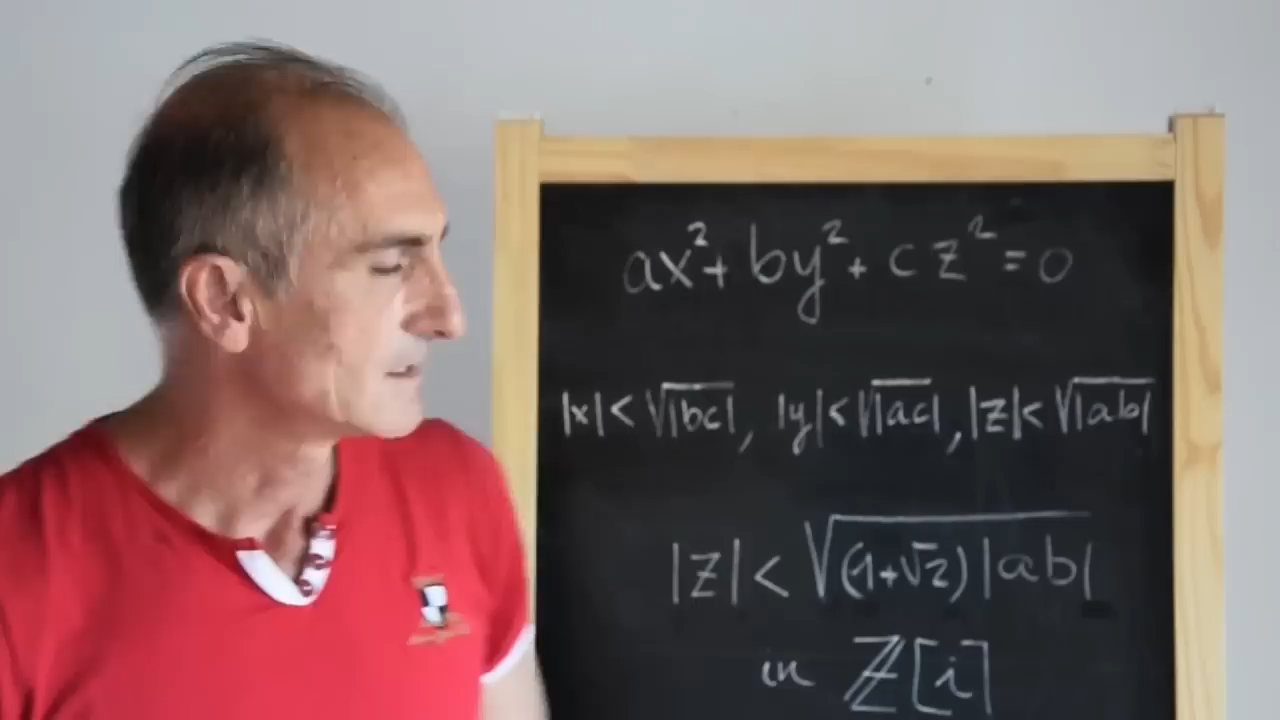 ax²+ by²+ cz²=0
|x|< √|bc|, |y|<√|ac|, |z|< √|ab|
|z| < √(1+√2)|ab|
in ℤ[i]